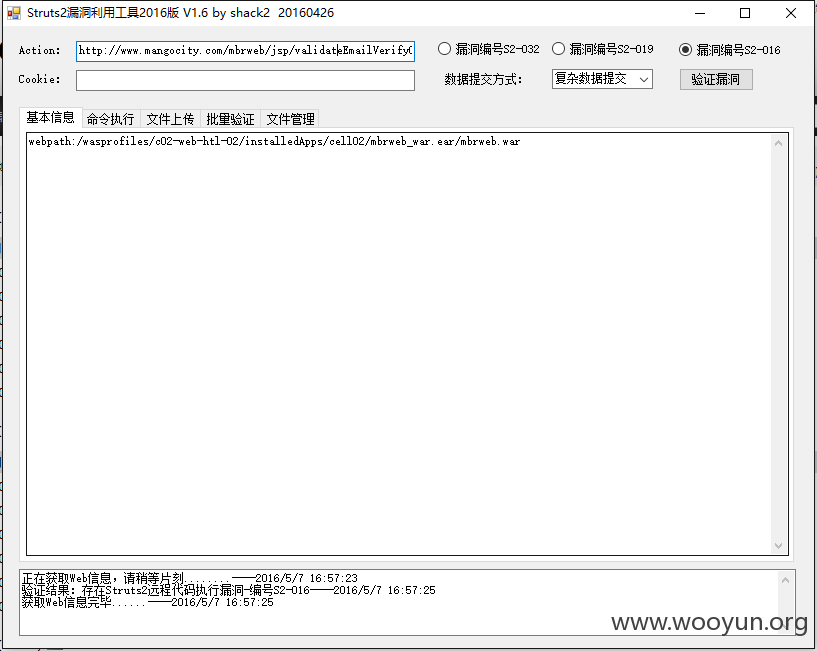 Struts2漏洞利用工具2016版 V1.6 by shack2 20160426
Action: http://www.mangocity.com/mbrweb/jsp/validateEmailVerifyC 漏洞编号S2-032 漏洞编号S2-019 漏洞编号S2-016
Cookie: 数据提交方式: 复杂数据提交 验证漏洞
基本信息 命令执行 文件上传 批量验证 文件管理
webpath:/wasprofiles/c02-web-htl-02/installedApps/cell02/mbrweb_war.ear/mbrweb.war
正在获取Web信息，请稍等片刻........——2016/5/7 16:57:23
验证结果: 存在Struts2远程代码执行漏洞-编号S2-016——2016/5/7 16:57:25
获取Web信息完毕......——2016/5/7 16:57:25
www.wooyun.org